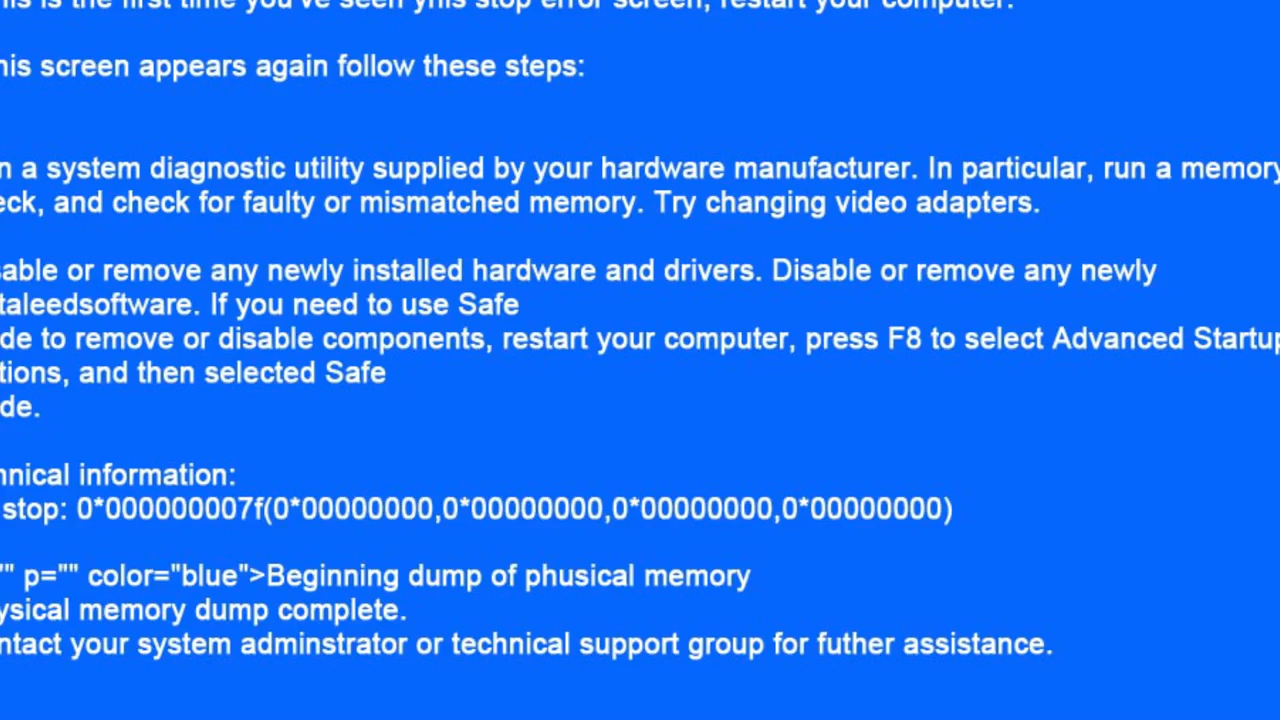 his is the first time you've seen yhis stop error screen, restart your computer.
his screen appears again follow these steps:
n a system diagnostic utility supplied by your hardware manufacturer. In particular, run a memory
eck, and check for faulty or mismatched memory. Try changing video adapters.
sable or remove any newly installed hardware and drivers. Disable or remove any newly
taleedsoftware. If you need to use Safe
de to remove or disable components, restart your computer, press F8 to select Advanced Startup
tions, and then selected Safe
de.
hnical information:
stop: 0*000000007f(0*00000000,0*00000000,0*00000000,0*00000000)
"" p="" color="blue">Beginning dump of phusical memory
ysical memory dump complete.
ntact your system adminstrator or technical support group for futher assistance.